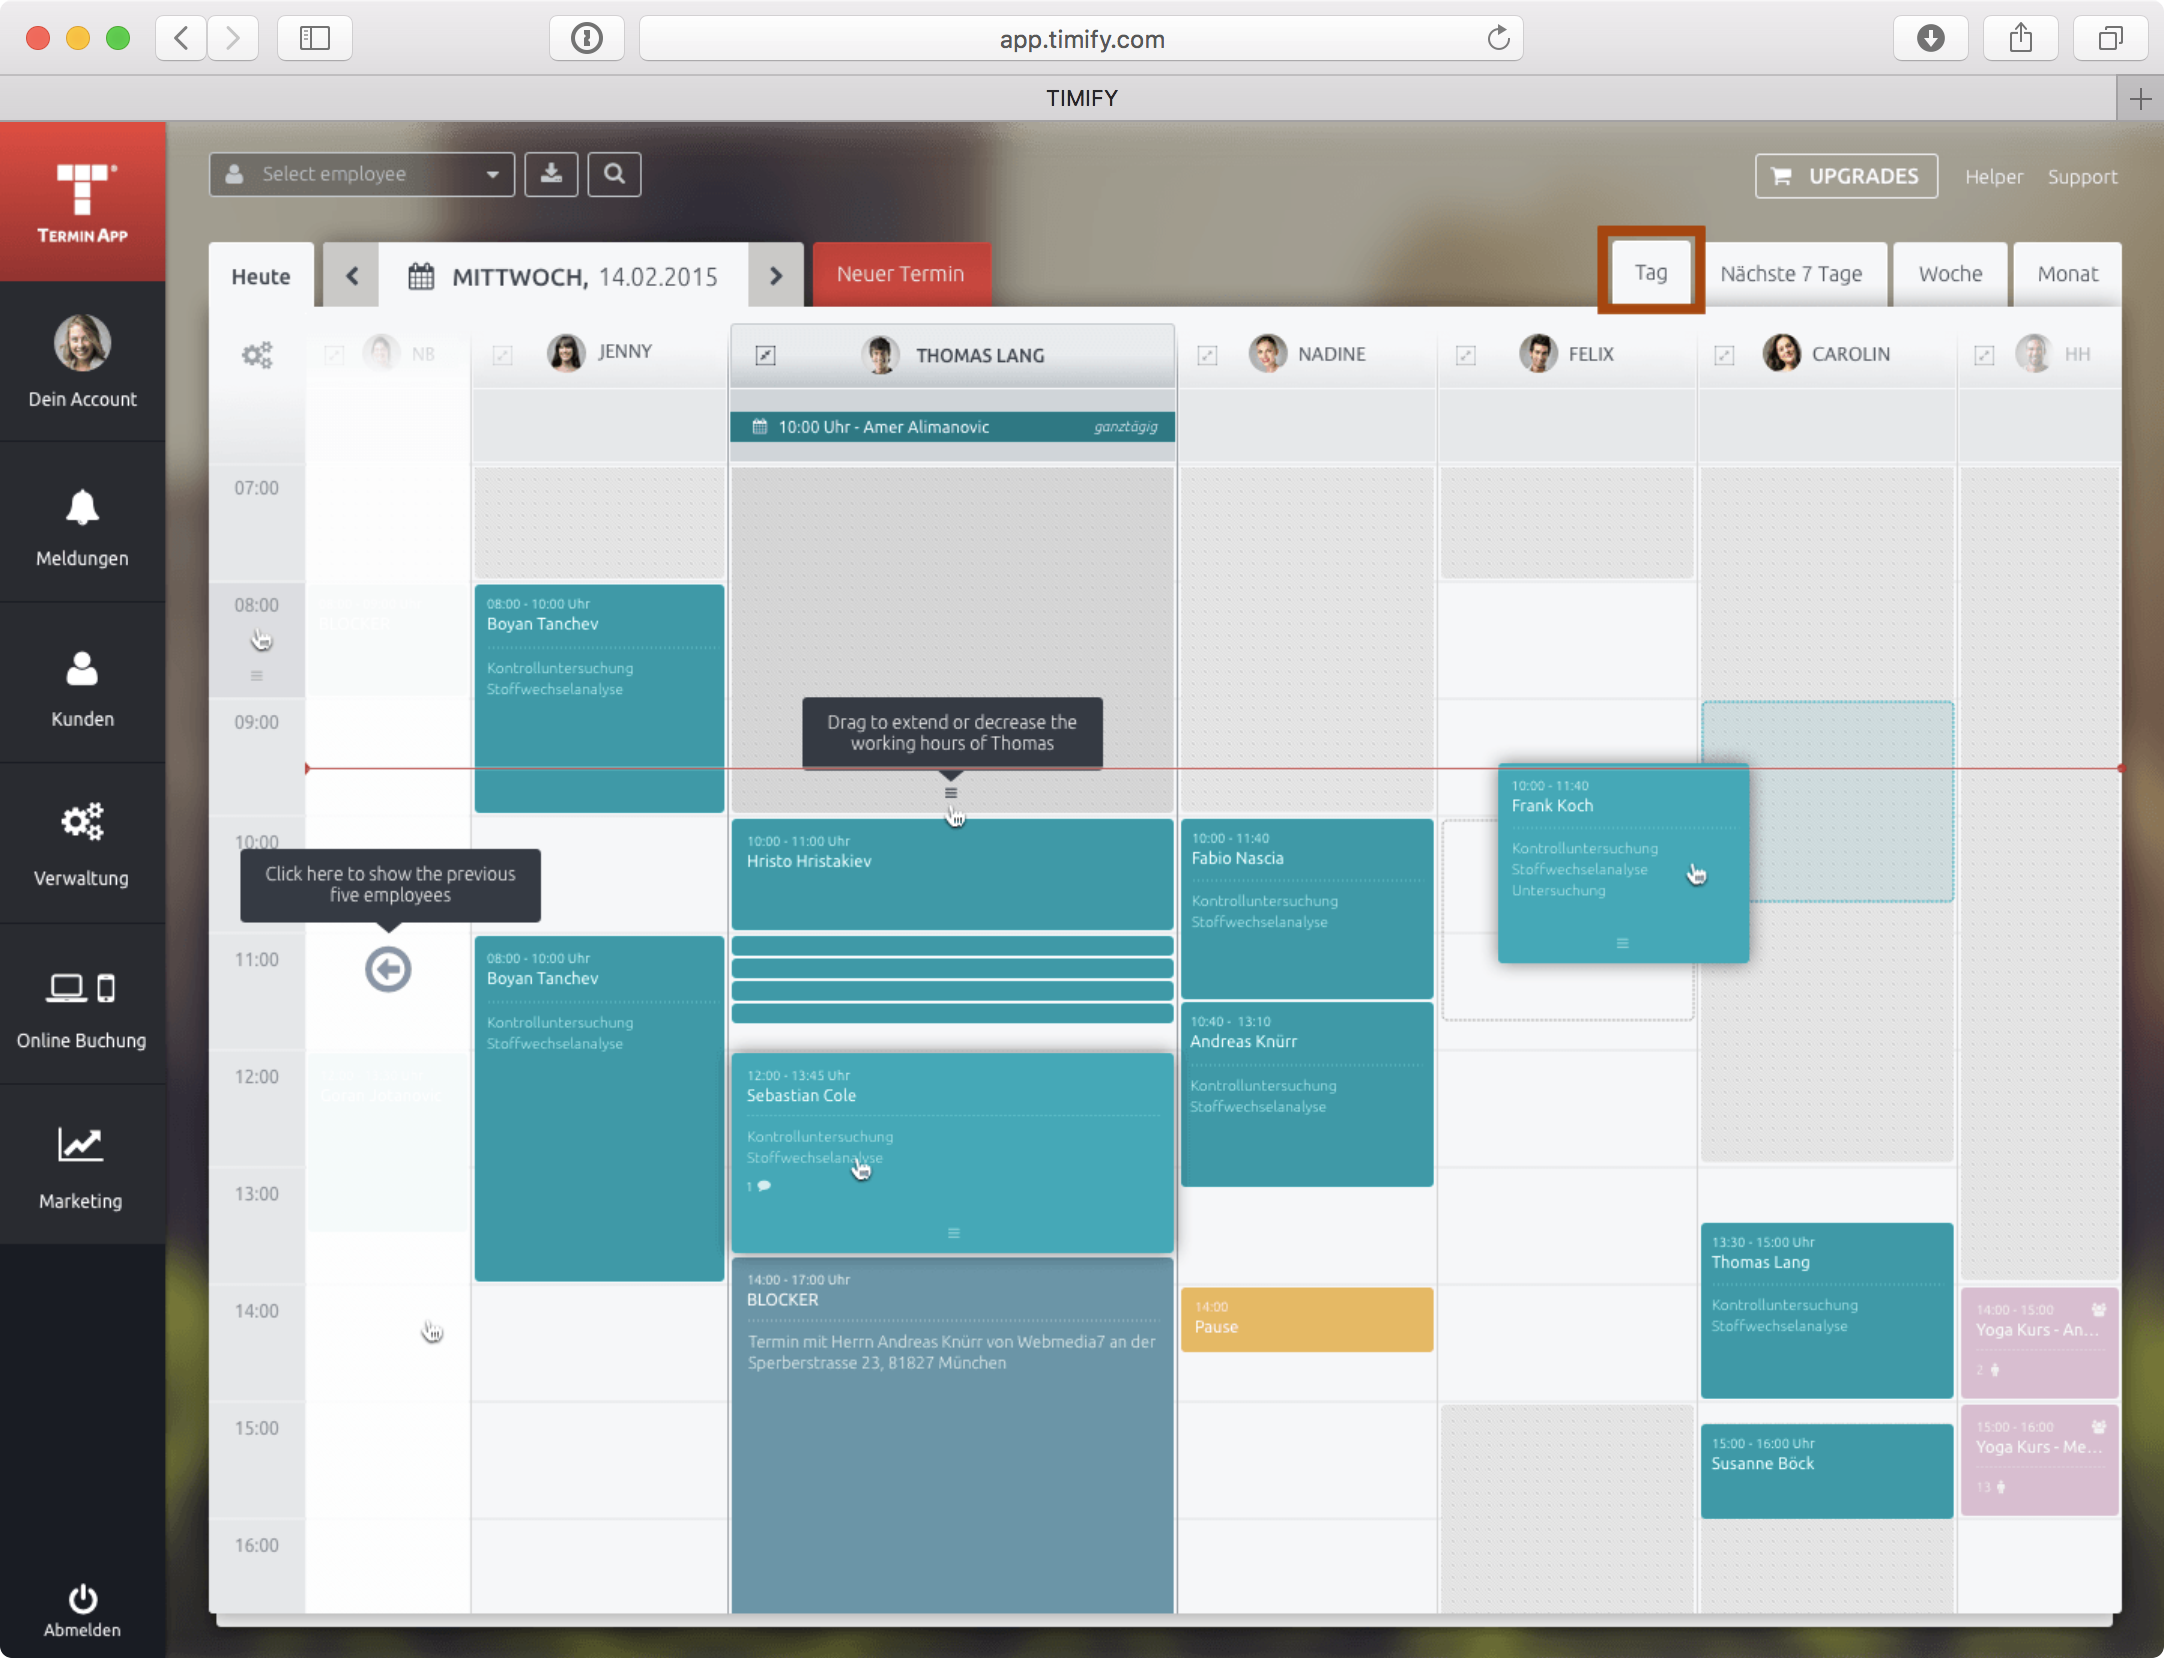 app.timify.com
TIMIFY
TERMIN APP
Select employee
UPGRADES
Helper
Support
Heute
MITTWOCH, 14.02.2015
Neuer Termin
Tag
Nächste 7 Tage
Woche
Monat
Dein Account
Meldungen
Kunden
Verwaltung
Online Buchung
Marketing
Abmelden
NB
JENNY
THOMAS LANG
NADINE
FELIX
CAROLIN
HH
10:00 Uhr - Amer Alimanovic
ganztägig
07:00
08:00
09:00
10:00
11:00
12:00
13:00
14:00
15:00
16:00
BLOCKER
Click here to show the previous
five employees
08:00 - 10:00 Uhr
Boyan Tanchev
Kontrolluntersuchung
Stoffwechselanalyse
08:00 - 10:00 Uhr
Boyan Tanchev
Kontrolluntersuchung
Stoffwechselanalyse
Drag to extend or decrease the
working hours of Thomas
10:00 - 11:00 Uhr
Hristo Hristakiev
12:00 - 13:45 Uhr
Sebastian Cole
Kontrolluntersuchung
Stoffwechselanalyse
1
14:00 - 17:00 Uhr
BLOCKER
Termin mit Herrn Andreas Knürr von Webmedia7 an der
Sperberstrasse 23, 81827 München
10:00 - 11:40
Fabio Nascia
Kontrolluntersuchung
Stoffwechselanalyse
10:40 - 13:10
Andreas Knürr
Kontrolluntersuchung
Stoffwechselanalyse
14:00
Pause
10:00 - 11:40
Frank Koch
Kontrolluntersuchung
Stoffwechselanalyse
Untersuchung
13:30 - 15:00 Uhr
Thomas Lang
Kontrolluntersuchung
Stoffwechselanalyse
15:00 - 16:00 Uhr
Susanne Böck
14:00 - 15:00
Yoga Kurs - An...
2
15:00 - 16:00
Yoga Kurs - Me...
13